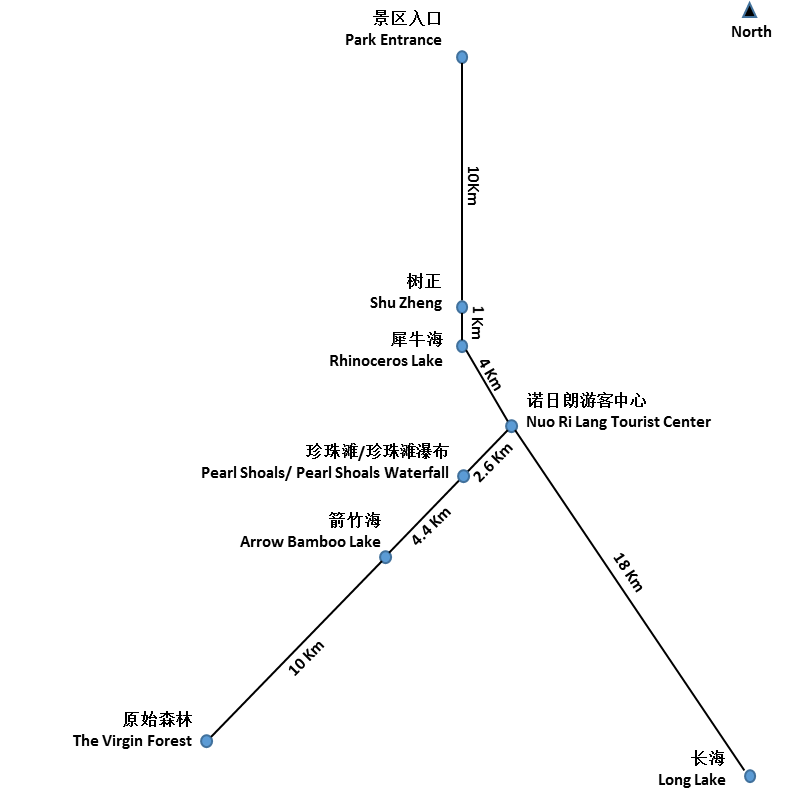 景区入口
Park Entrance
North
10Km
树正
Shu Zheng
1 Km
犀牛海
Rhinoceros Lake
4 Km
诺日朗游客中心
Nuo Ri Lang Tourist Center
珍珠滩/珍珠滩瀑布
Pearl Shoals/ Pearl Shoals Waterfall
2.6 Km
箭竹海
Arrow Bamboo Lake
4.4 Km
18 Km
10 Km
原始森林
The Virgin Forest
长海
Long Lake